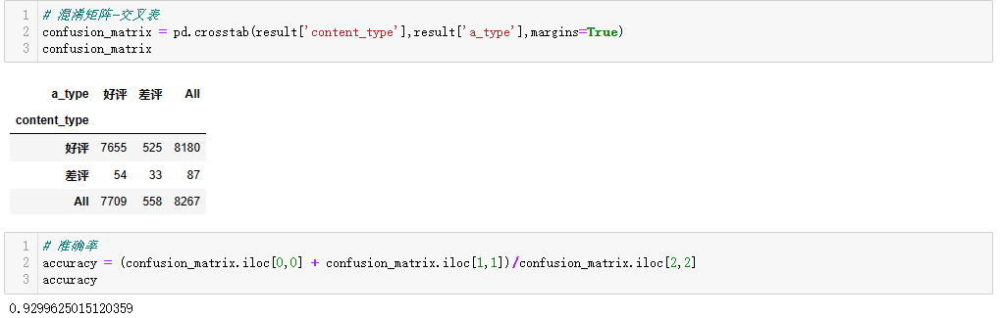 1 # 混淆矩阵-交叉表
2 confusion_matrix = pd.crosstab(result['content_type'],result['a_type'],margins=True)
3 confusion_matrix
a_type 好评 差评 All
content_type
好评 7655 525 8180
差评 54 33 87
All 7709 558 8267
1 # 准确率
2 accuracy = (confusion_matrix.iloc[0,0] + confusion_matrix.iloc[1,1])/confusion_matrix.iloc[2,2]
3 accuracy
0.9299625015120359